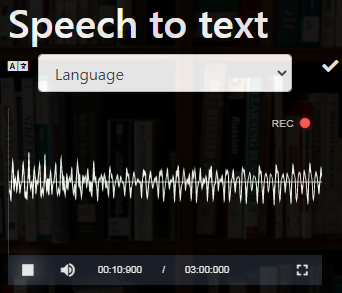 Speech to text
Language
REC
00:10:900 / 03:00:000